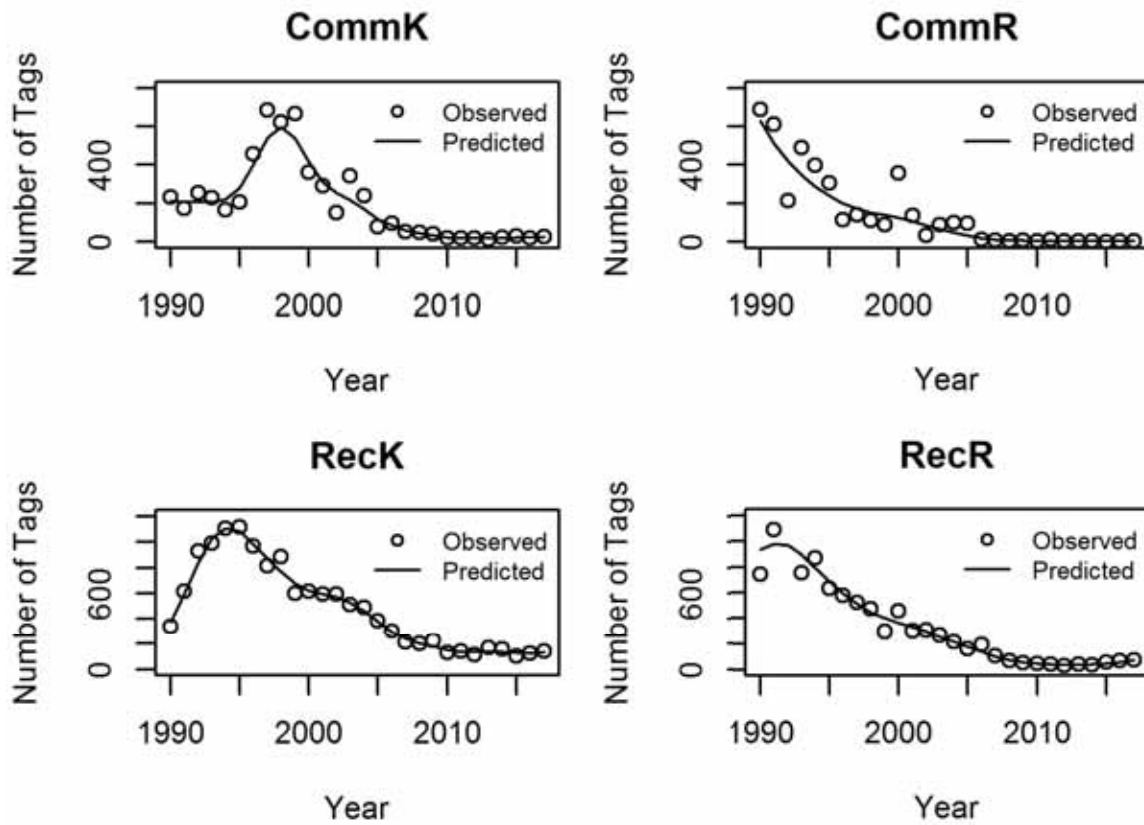 CommK
Number of Tags
400
0
Observed
Predicted
1990 2000 2010
Year
CommR
Number of Tags
400
0
Observed
Predicted
1990 2000 2010
Year
RecK
Number of Tags
600
0
Observed
Predicted
1990 2000 2010
Year
RecR
Number of Tags
600
0
Observed
Predicted
1990 2000 2010
Year